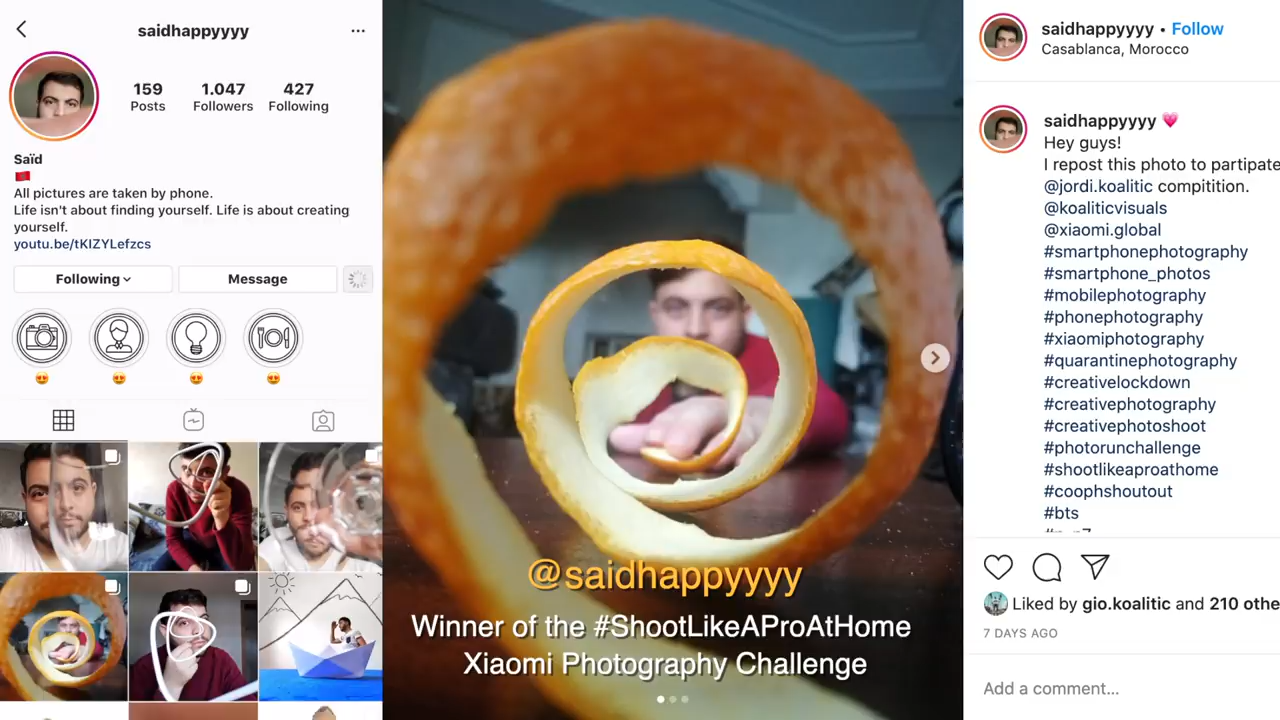 saidhappyyyy
159
1.047
427
Posts
Followers
Following
Saïd
All pictures are taken by phone.
Life isn't about finding yourself. Life is about creating
yourself.
youtu.be/tKIZYLefzcs
Following
Message
@saidhappyyyy
Winner of the #ShootLikeAProAtHome
Xiaomi Photography Challenge
saidhappyyyy • Follow
Casablanca, Morocco
saidhappyyyy
Hey guys!
I repost this photo to partipate
@jordi.koalitic compitition.
@koaliticvisuals
@xiaomi.global
#smartphonephotography
#smartphone_photos
#mobilephotography
#phonephotography
#xiaomiphotography
#quarantinephotography
#creativelockdown
#creativephotography
#creativephotoshoot
#photorunchallenge
#shootlikeaproathome
#coophshoutout
#bts
Liked by gio.koalitic and 210 othe
7 DAYS AGO
Add a comment...